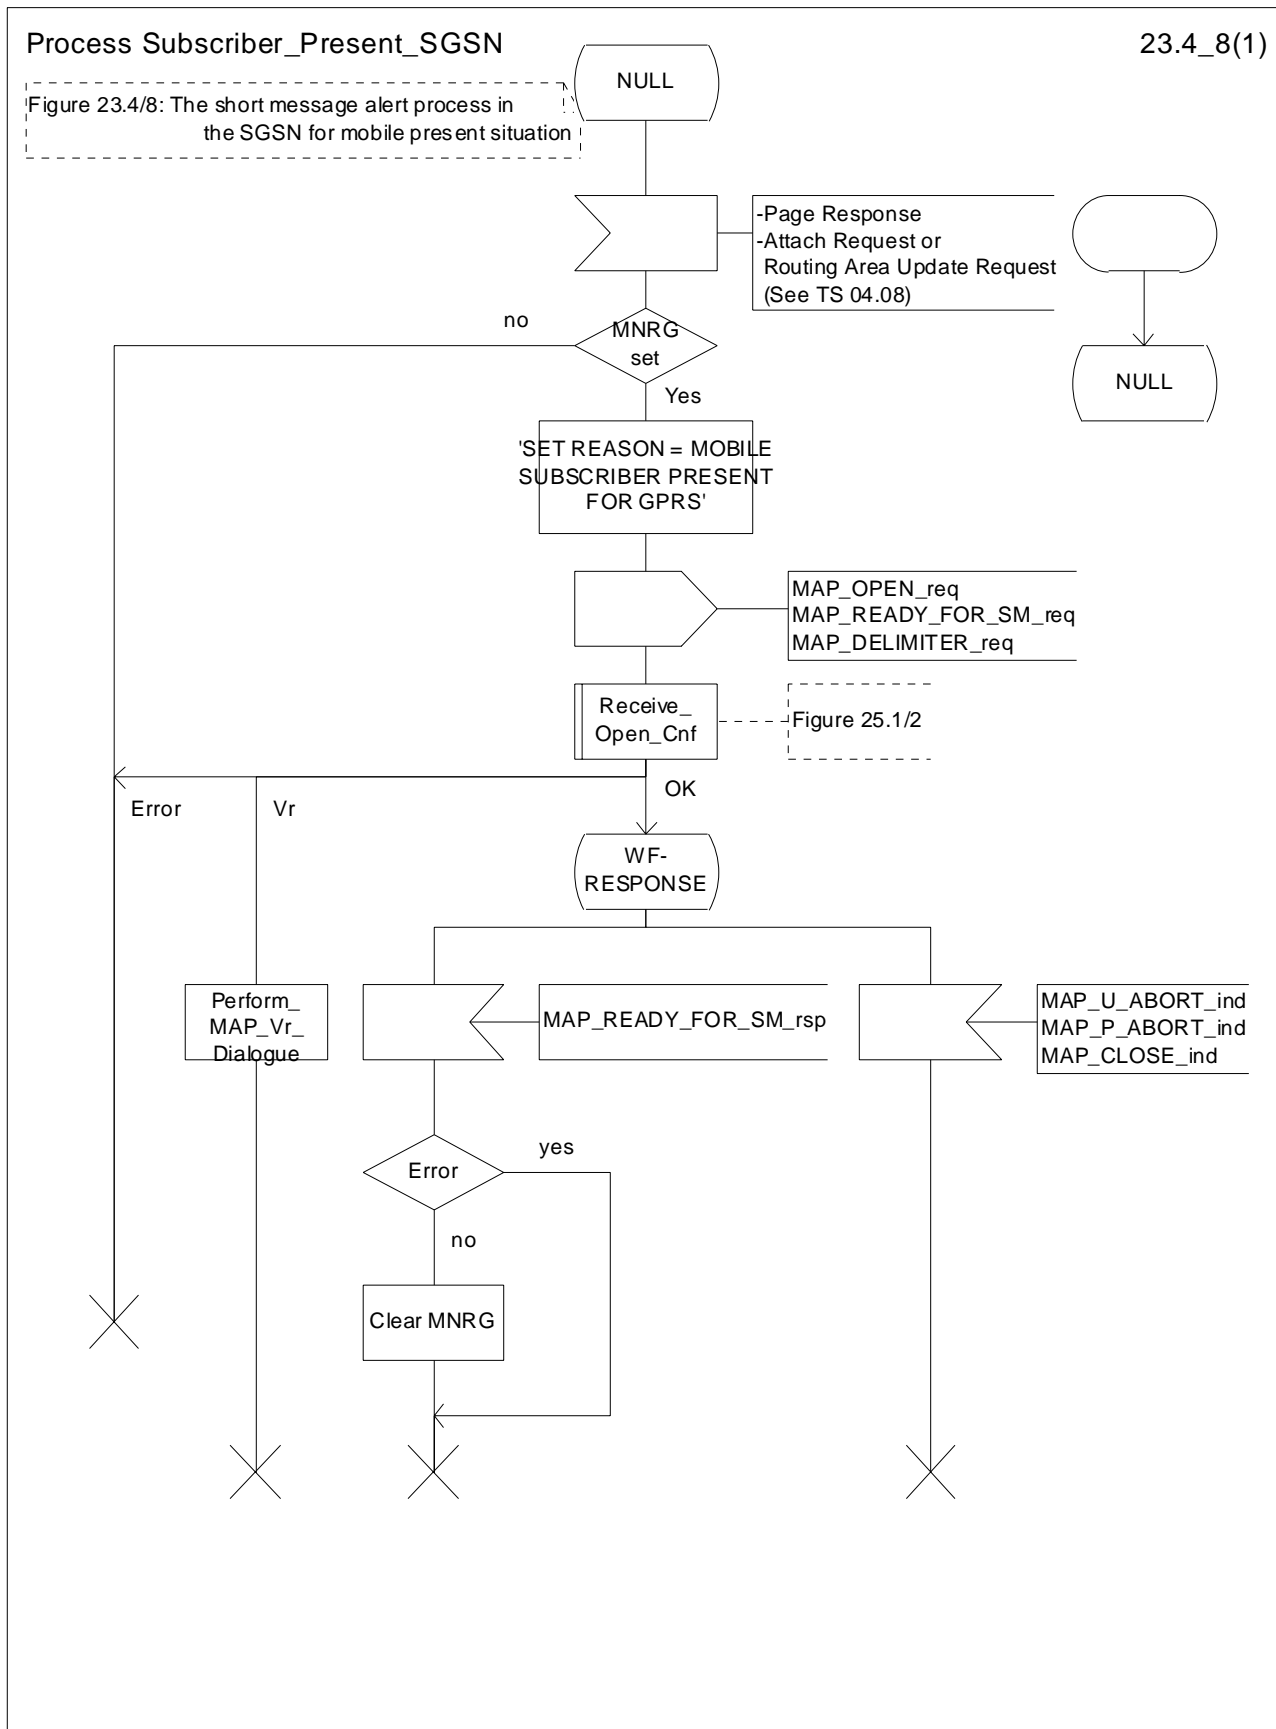 Process Subscriber_Present_SGSN
23.4_8(1)
Figure 23.4/8: The short message alert process in
the SGSN for mobile present situation
NULL
-Page Response
-Attach Request or
Routing Area Update Request
(See TS 04.08)
NULL
no
MNRG
set
Yes
'SET REASON = MOBILE
SUBSCRIBER PRESENT
FOR GPRS'
MAP_OPEN_req
MAP_READY_FOR_SM_req
MAP_DELIMITER_req
Receive_
Open_Cnf
Figure 25.1/2
Error
Vr
OK
WF-
RESPONSE
Perform_
MAP_Vr_
Dialogue
MAP_READY_FOR_SM_rsp
MAP_U_ABORT_ind
MAP_P_ABORT_ind
MAP_CLOSE_ind
Error
yes
no
Clear MNRG